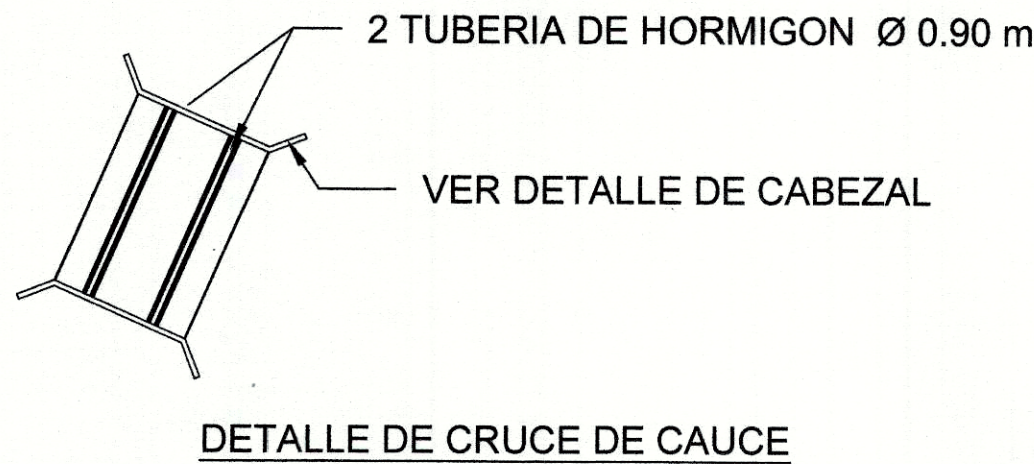 2 TUBERIA DE HORMIGON Ø 0.90 m
VER DETALLE DE CABEZAL
DETALLE DE CRUCE DE CAUCE